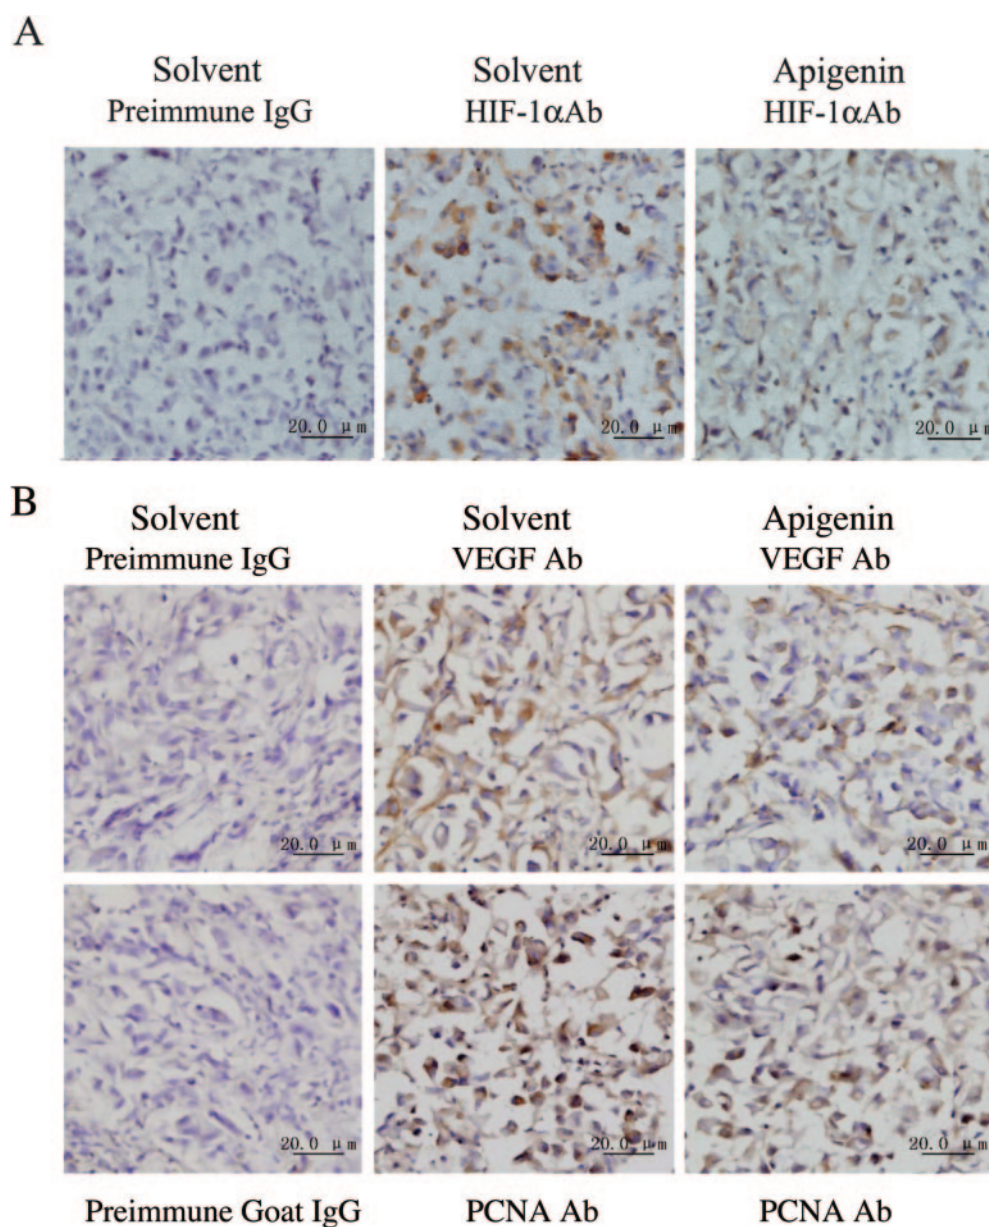 A
Solvent Solvent Apigenin
Preimmune IgG HIF-1αAb HIF-1αAb
20.0 μm 20.0 μm 20.0 μm
B
Solvent Solvent Apigenin
Preimmune IgG VEGF Ab VEGF Ab
20.0 μm 20.0 μm 20.0 μm
20.0 μm 20.0 μm 20.0 μm
Preimmune Goat IgG PCNA Ab PCNA Ab